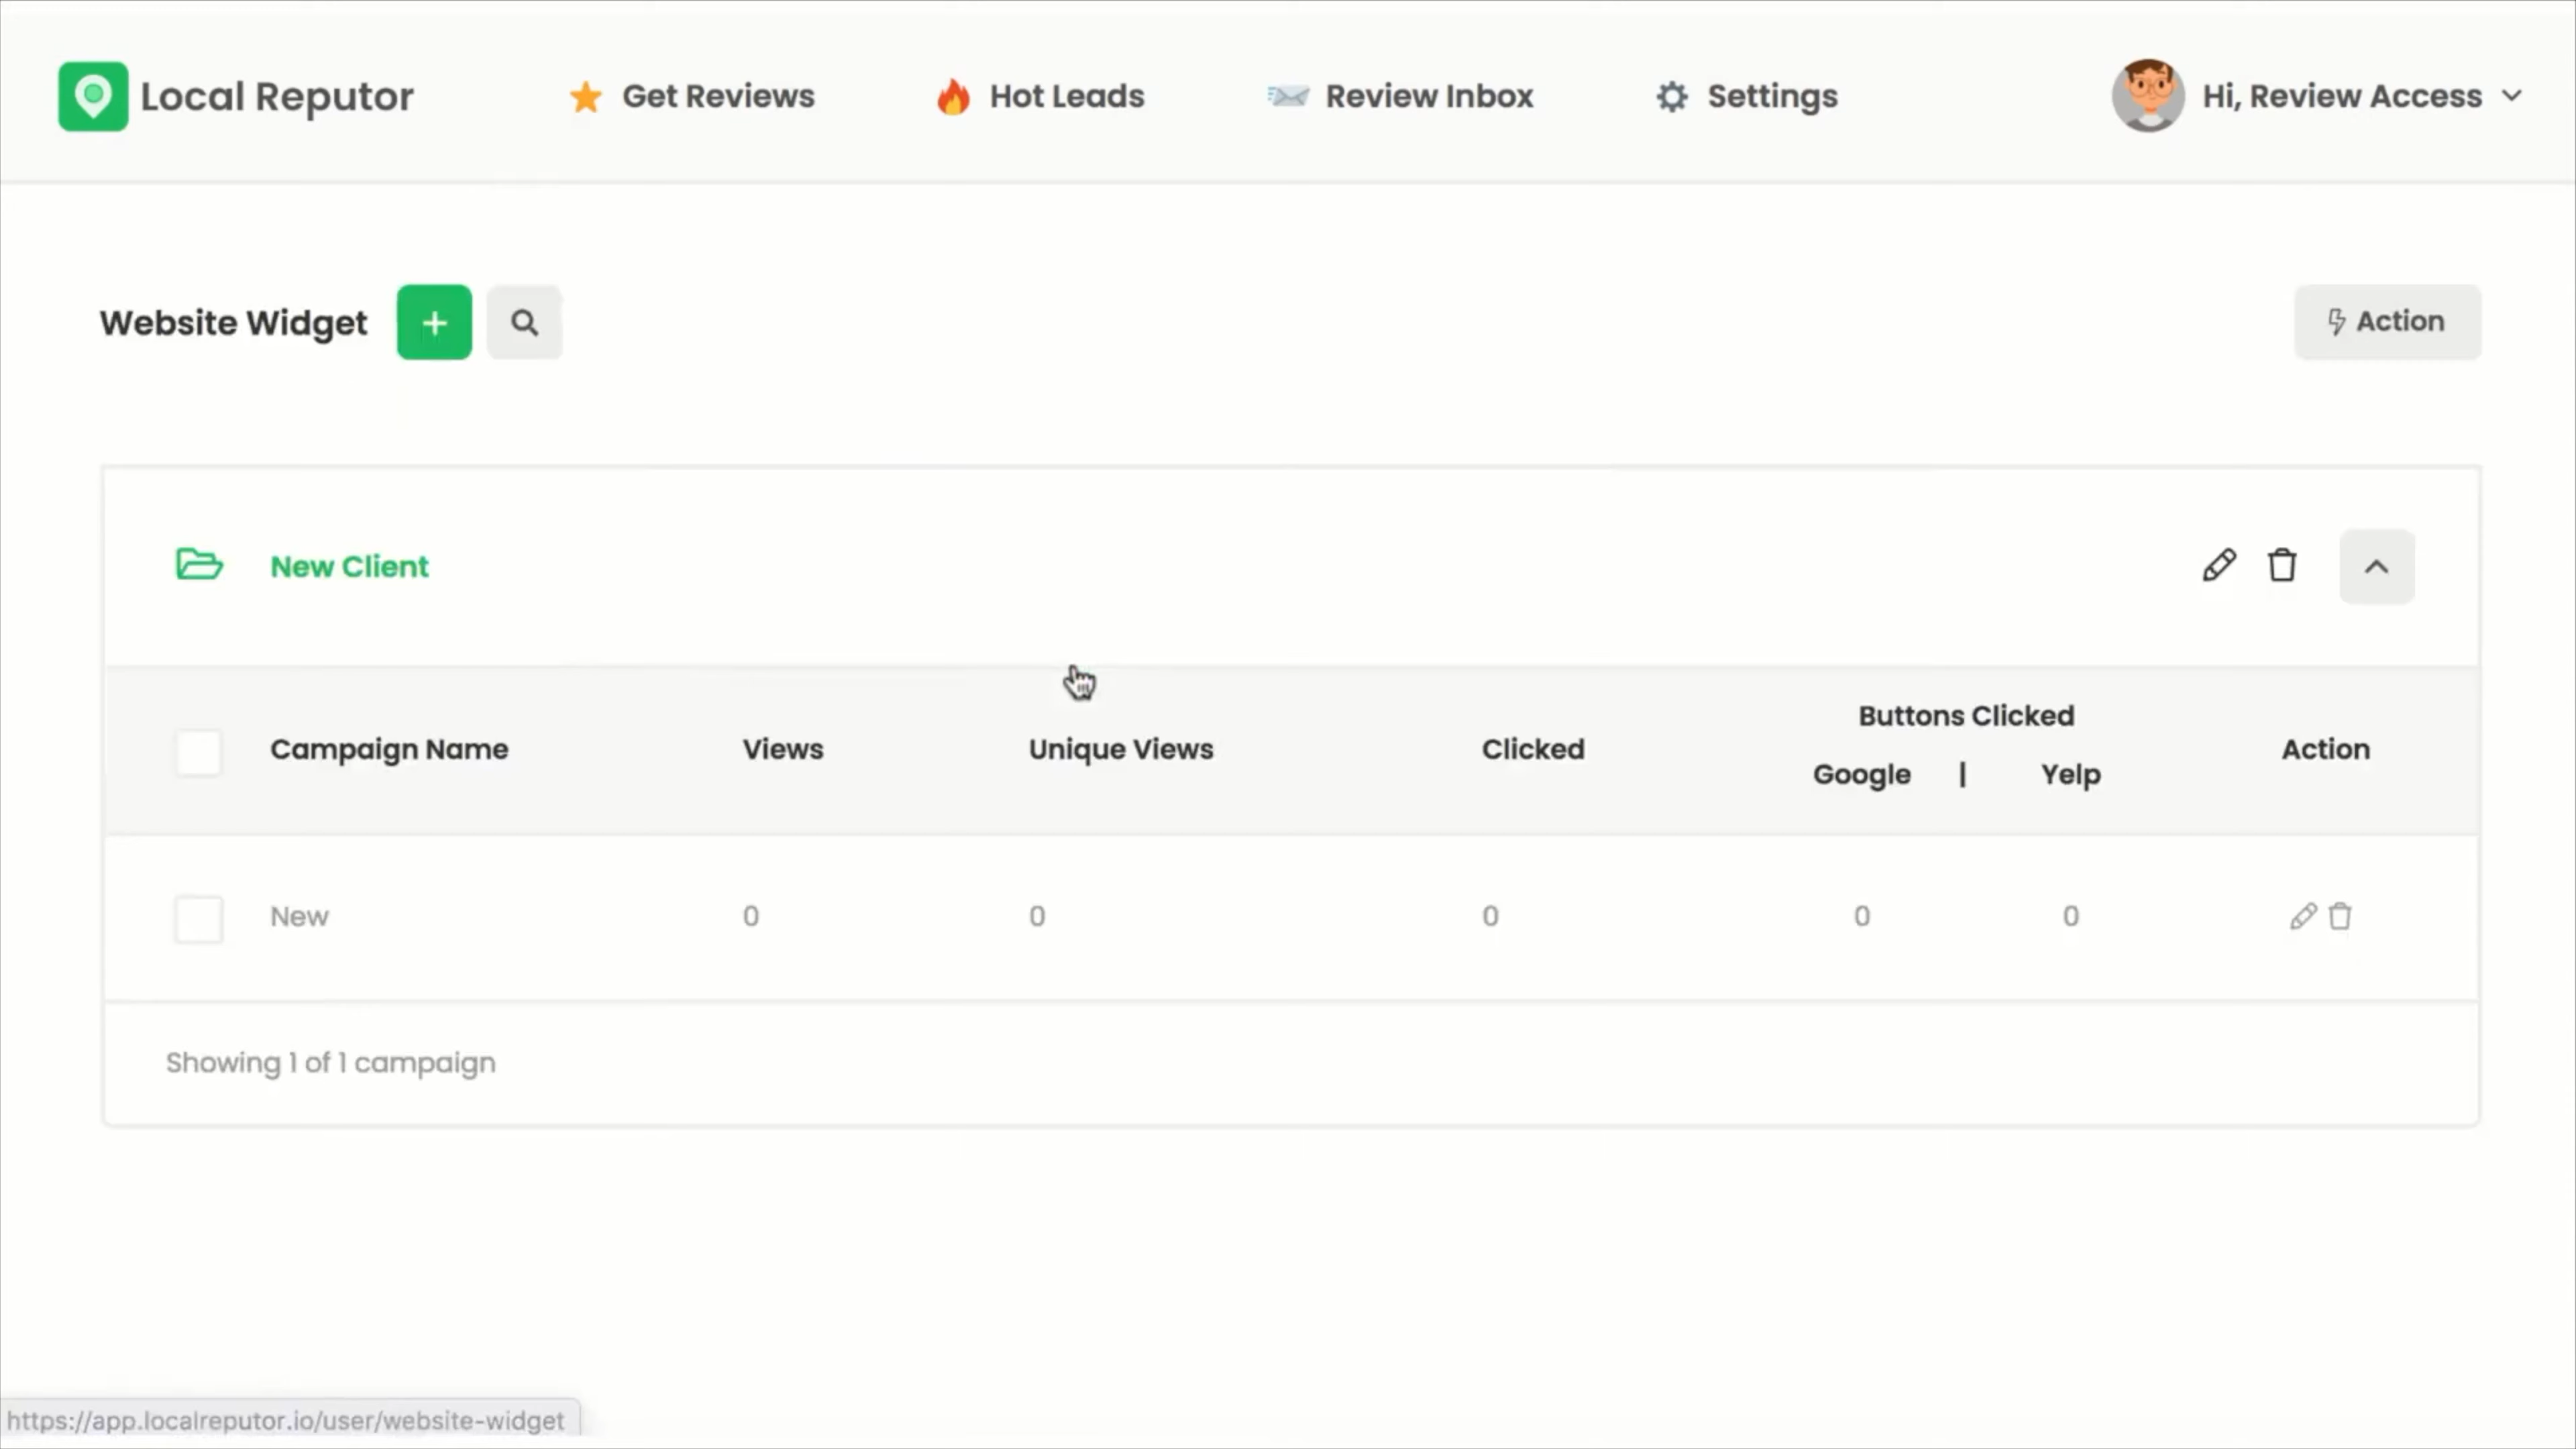 Local Reputor
Get Reviews
Hot Leads
Review Inbox
Settings
Hi, Review Access
Website Widget
+
Action
New Client
Campaign Name
Views
Unique Views
Clicked
Buttons Clicked
Google | Yelp
Action
New 0 0 0 0 0
Showing 1 of 1 campaign
https://app.localreputor.io/user/website-widget